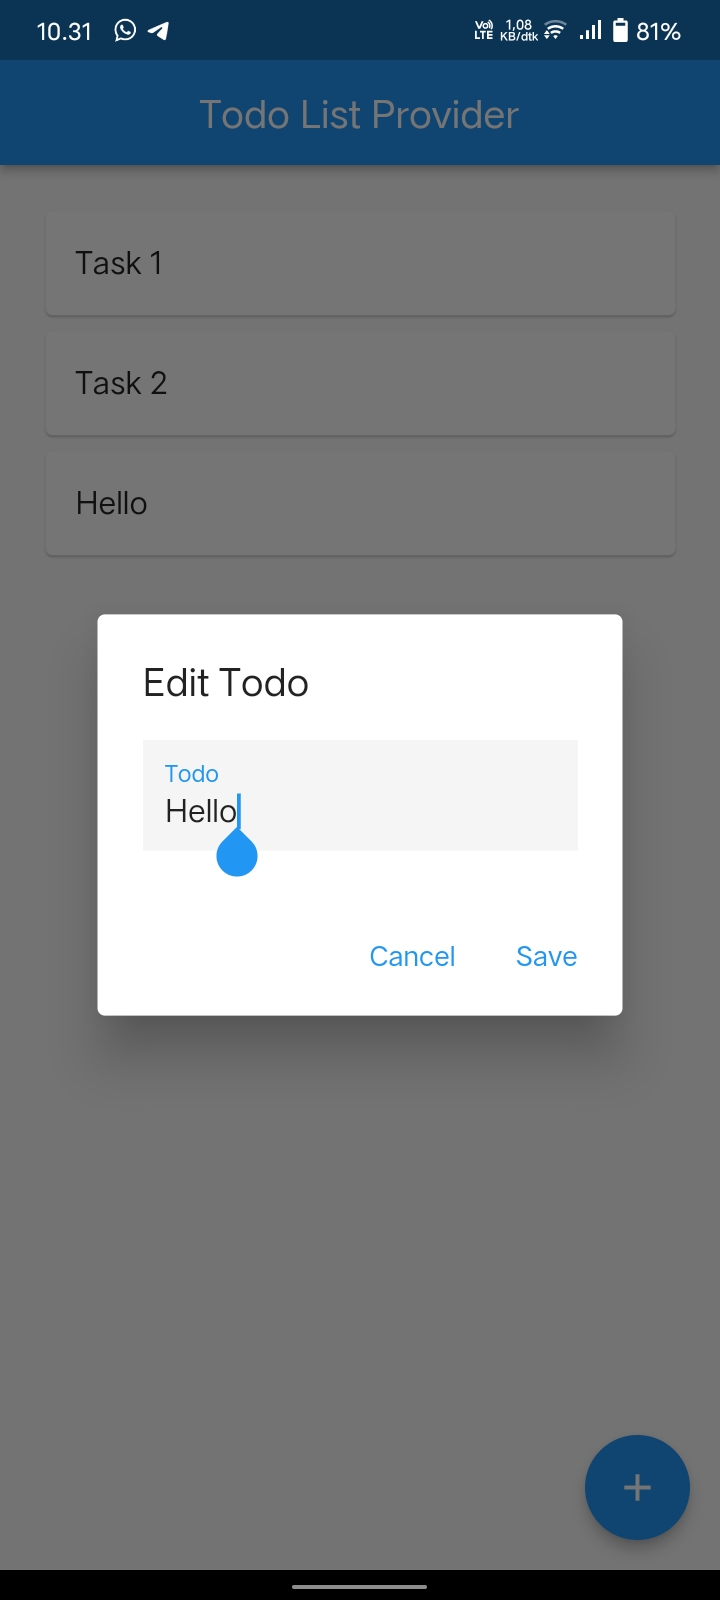 10.31 VoI) LTE 1,08 KB/dtk 81%
Todo List Provider
Task 1
Task 2
Hello
Edit Todo
Todo
Hello
Cancel Save
+